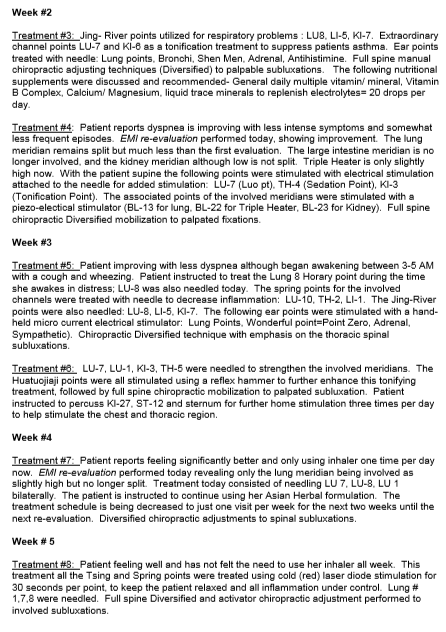 Week #2
Treatment #3: Jing- River points utilized for respiratory problems : LU8, LI-5, KI-7. Extraordinary
channel points LU-7 and KI-6 as a tonification treatment to suppress patients asthma. Ear points
treated with needle: Lung points, Bronchi, Shen Men, Adrenal, Antihistimine. Full spine manual
chiropractic adjusting techniques (Diversified) to palpable subluxations. The following nutritional
supplements were discussed and recommended- General daily multiple vitamin/ mineral, Vitamin
B Complex, Calcium/ Magnesium, liquid trace minerals to replenish electrolytes= 20 drops per
day.
Treatment #4: Patient reports dyspnea is improving with less intense symptoms and somewhat
less frequent episodes. EMI re-evaluation performed today, showing improvement. The lung
meridian remains split but much less than the first evaluation. The large intestine meridian is no
longer involved, and the kidney meridian although low is not split. Triple Heater is only slightly
high now. With the patient supine the following points were stimulated with electrical stimulation
attached to the needle for added stimulation: LU-7 (Luo pt), TH-4 (Sedation Point), KI-3
(Tonification Point). The associated points of the involved meridians were stimulated with a
piezo-electical stimulator (BL-13 for lung, BL-22 for Triple Heater, BL-23 for Kidney). Full spine
chiropractic Diversified mobilization to palpated fixations.
Week #3
Treatment #5: Patient improving with less dyspnea although began awakening between 3-5 AM
with a cough and wheezing. Patient instructed to treat the Lung 8 Horary point during the time
she awakes in distress; LU-8 was also needled today. The spring points for the involved
channels were treated with needle to decrease inflammation: LU-10, TH-2, LI-1. The Jing-River
points were also needled: LU-8, LI-5, KI-7. The following ear points were stimulated with a hand-
held micro current electrical stimulator: Lung Points, Wonderful point=Point Zero, Adrenal,
Sympathetic). Chiropractic Diversified technique with emphasis on the thoracic spinal
subluxations.
Treatment #6: LU-7, LU-1, KI-3, TH-5 were needled to strengthen the involved meridians. The
Huatuojiaji points were all stimulated using a reflex hammer to further enhance this tonifying
treatment, followed by full spine chiropractic mobilization to palpated subluxation. Patient
instructed to percuss KI-27, ST-12 and sternum for further home stimulation three times per day
to help stimulate the chest and thoracic region.
Week #4
Treatment #7: Patient reports feeling significantly better and only using inhaler one time per day
now. EMI re-evaluation performed today revealing only the lung meridian being involved as
slightly high but no longer split. Treatment today consisted of needling LU 7, LU-8, LU 1
bilaterally. The patient is instructed to continue using her Asian Herbal formulation. The
treatment schedule is being decreased to just one visit per week for the next two weeks until the
next re-evaluation. Diversified chiropractic adjustments to spinal subluxations.
Week # 5
Treatment #8: Patient feeling well and has not felt the need to use her inhaler all week. This
treatment all the Tsing and Spring points were treated using cold (red) laser diode stimulation for
30 seconds per point, to keep the patient relaxed and all inflammation under control. Lung #
1,7,8 were needled. Full spine Diversified and activator chiropractic adjustment performed to
involved subluxations.